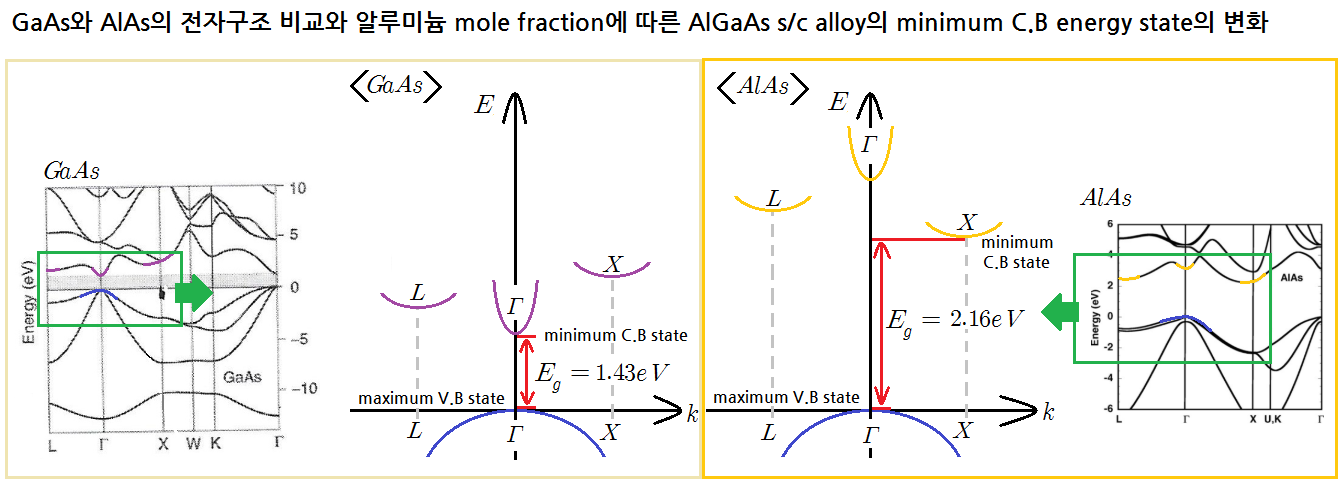 GaAs와 AlAs의 전자구조 비교와 알루미늄 mole fraction에 따른 AlGaAs s/c alloy의 minimum C.B energy state의 변화
GaAs
Energy (eV)
10
5
0
−5
−10
GaAs
L Γ X W K Γ
<GaAs>
E
L
Γ
X
minimum C.B state
E_g = 1.43eV
maximum V.B state
L Γ X k
<AlAs>
E
Γ
L
X
minimum
C.B state
E_g = 2.16eV
maximum V.B state
L Γ X k
AlAs
Energy (eV)
6
4
2
0
-2
-4
-6
AlAs
L Γ X U,K Γ